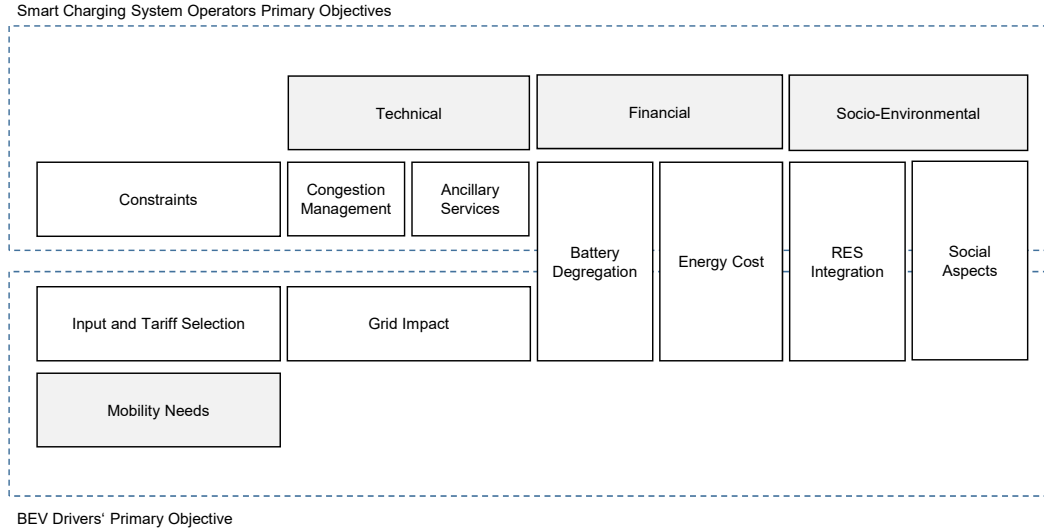 Smart Charging System Operators Primary Objectives
Technical
Financial
Socio-Environmental
Constraints
Congestion
Management
Ancillary
Services
Battery
Degregation
Energy Cost
RES
Integration
Social
Aspects
Input and Tariff Selection
Grid Impact
Mobility Needs
BEV Drivers‘ Primary Objective